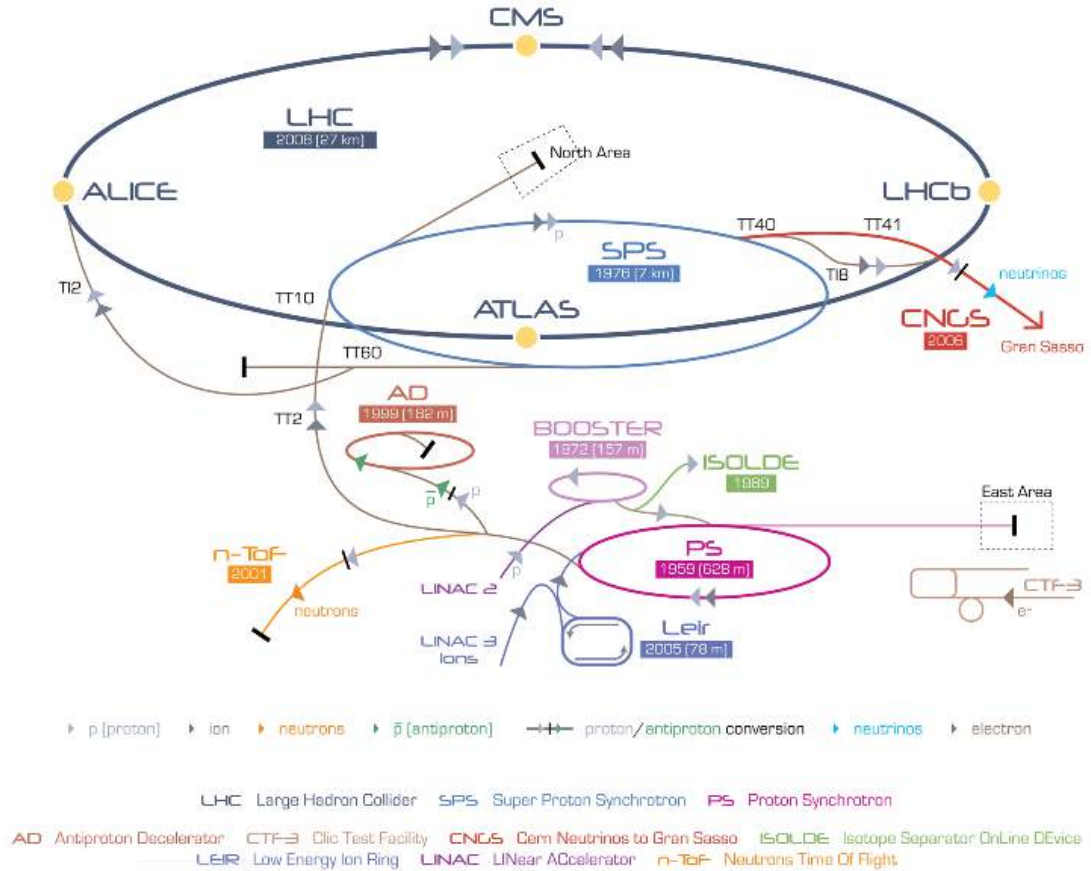 CMS
LHC
2008 (27 km)
North Area
ALICE
LHCb
TT40
TT41
SPS
1976 (7 km)
p
TI8
neutrinos
TI2
TT10
ATLAS
CNGS
2006
Gran Sasso
TT60
AD
1999 (182 m)
TT2
BOOSTER
1972 (157 m)
ISOLDE
1989
East Area
p
p̅
n-ToF
2001
PS
1959 (628 m)
LINAC 2
p
neutrons
CTF-3
e-
LINAC 3
Ions
Leir
2005 (78 m)
p (proton) ion neutrons p̅ (antiproton) proton/antiproton conversion neutrinos electron
LHC Large Hadron Collider SPS Super Proton Synchrotron PS Proton Synchrotron
AD Antiproton Decelerator CTF-3 Clic Test Facility CNGS Cern Neutrinos to Gran Sasso ISOLDE Isotope Separator OnLine DEvice
LEIR Low Energy Ion Ring LINAC LINear ACcelerator n-ToF Neutrons Time Of Flight